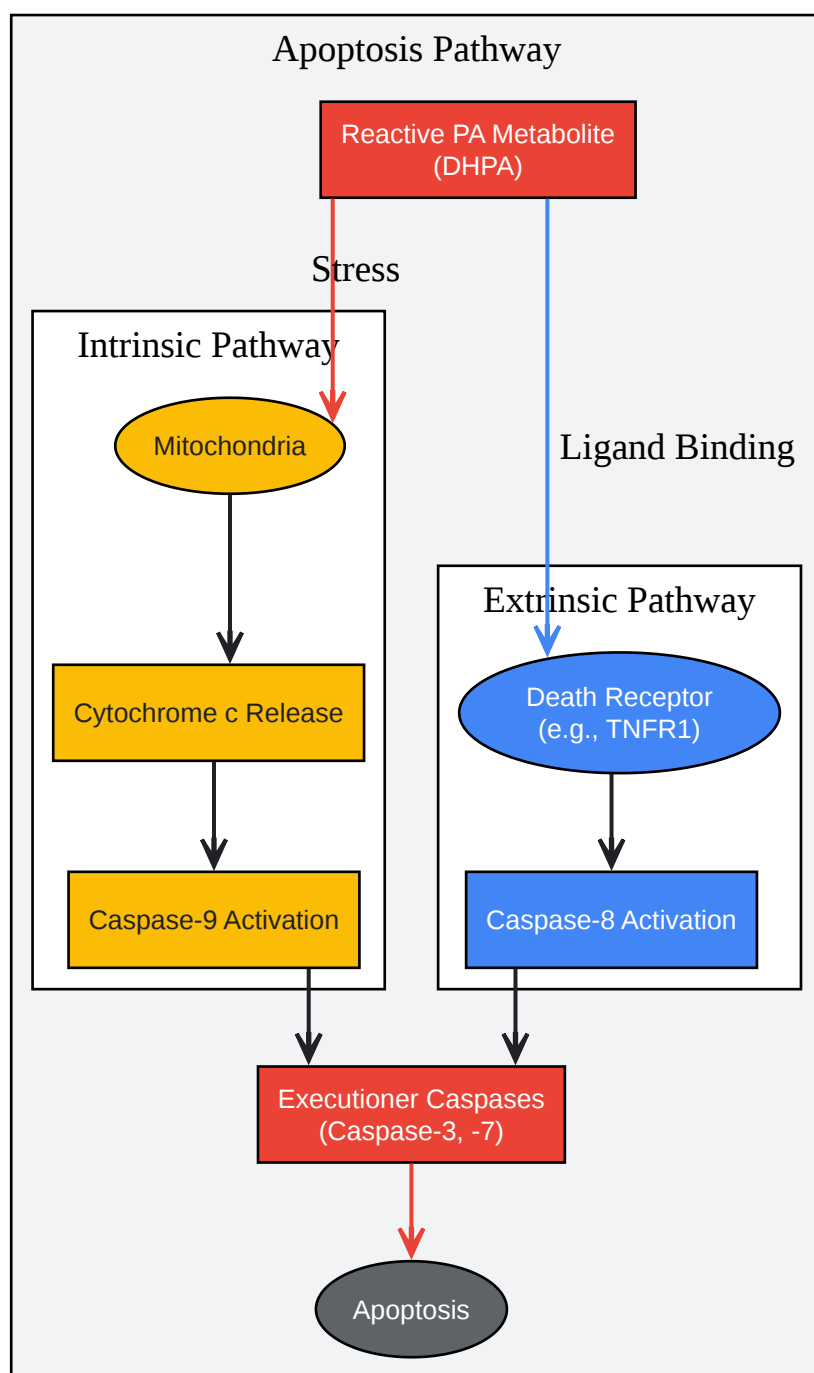 Apoptosis Pathway
Reactive PA Metabolite
(DHPA)
Stress
Intrinsic Pathway
Mitochondria
Ligand Binding
Extrinsic Pathway
Cytochrome c Release
Death Receptor
(e.g., TNFR1)
Caspase-9 Activation
Caspase-8 Activation
Executioner Caspases
(Caspase-3, -7)
Apoptosis